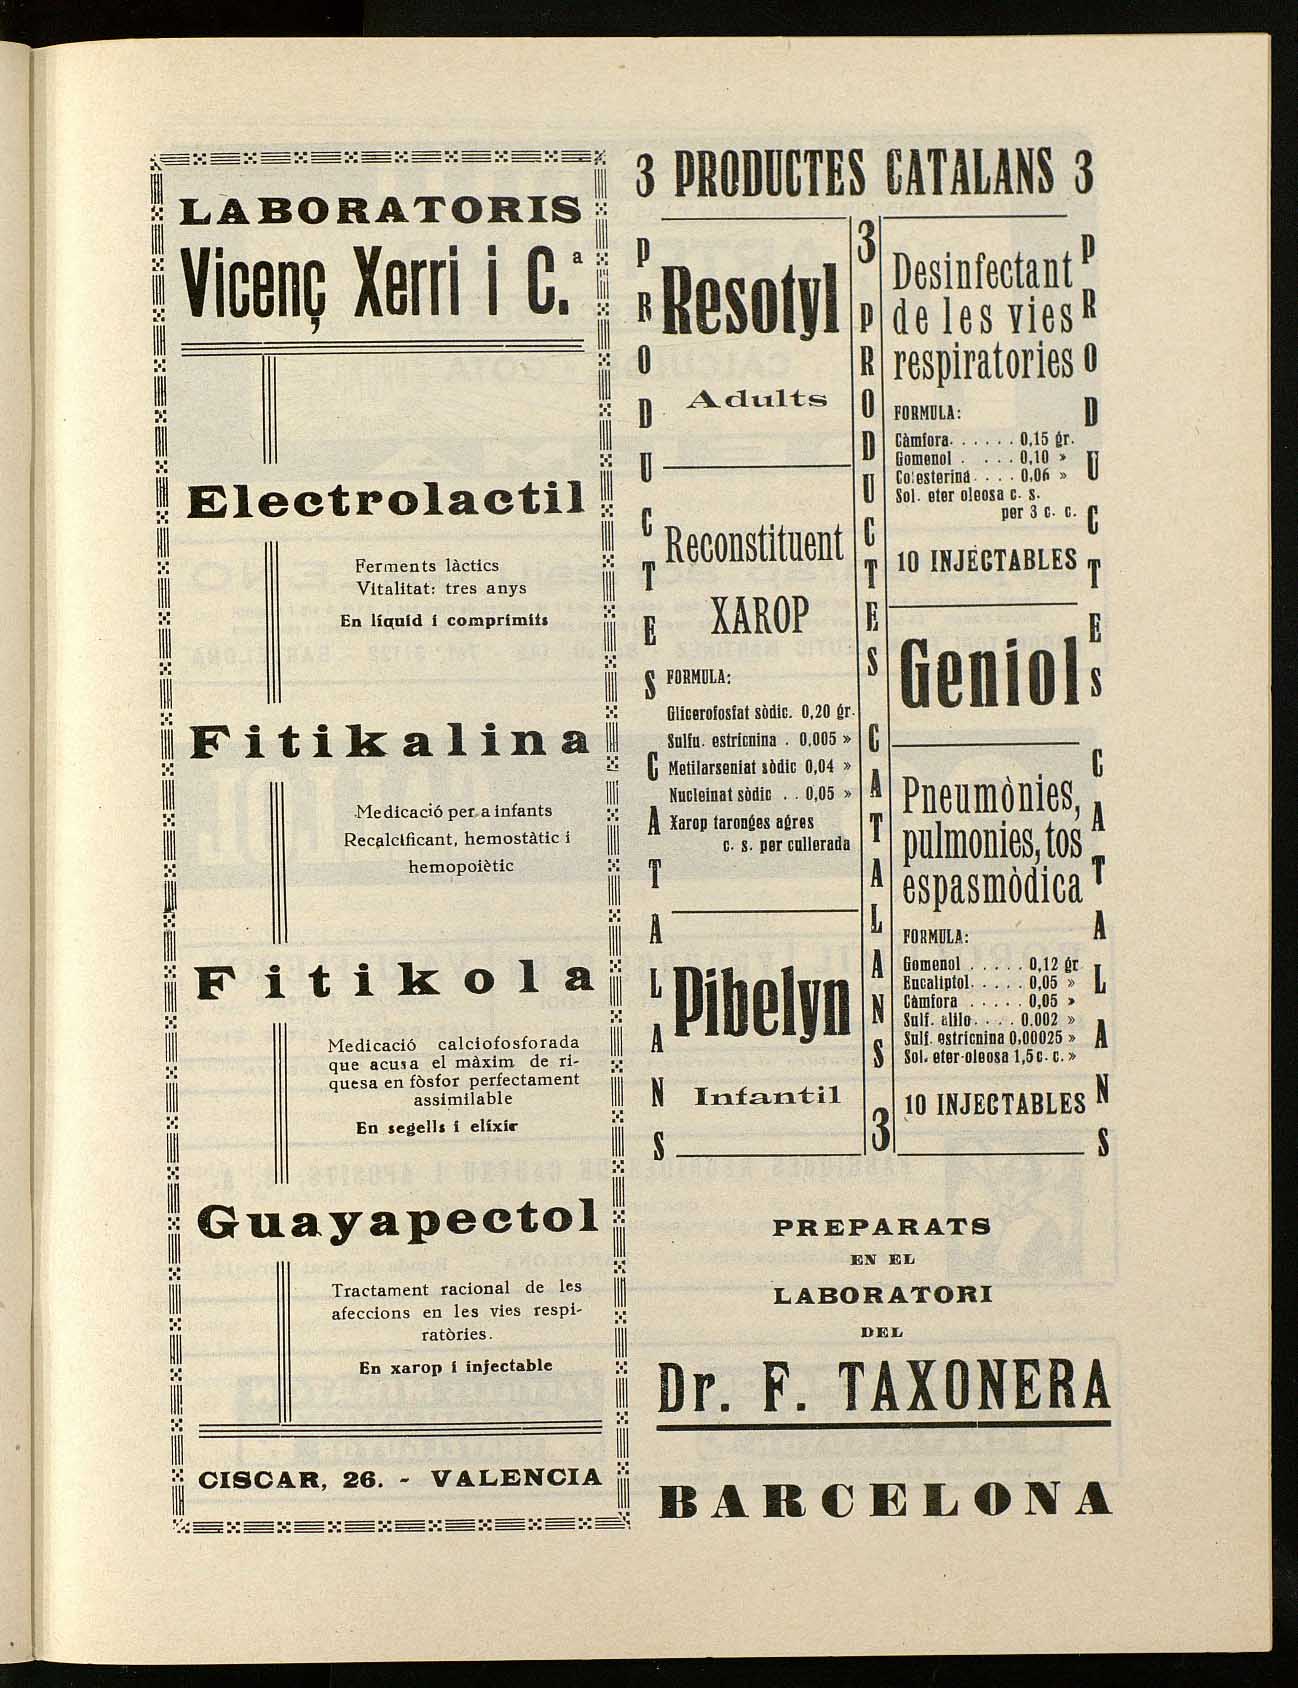 LABORATORIS
Vicenç Xerri i C.ª
Electrolactil
Ferments làctics
Vitalitat: tres anys
En líquid i comprimits
Fitikalina
Medicació per a infants
Recalcificant, hemostàtic i
hemopoiètic
Fitikola
Medicació calciofosforada
que acusa el màxim de ri-
quesa en fòsfor perfectament
assimilable
En segells i elixir
Guayapectol
Tractament racional de les
afeccions en les vies respi-
ratòries.
En xarop i injectable
CISCAR, 26. - VALENCIA
3 PRODUCTES CATALANS 3
PRODUCTES CATALANS
Resotyl
Adults
Reconstituent
XAROP
FORMULA:
Glicerofosfat sòdic. 0,20 gr.
Sulfu. estricnina . 0,005 »
Metilarseniat sòdic 0,04 »
Nucleinat sòdic . . 0,05 »
Xarop taronges agres
c. s. per cullerada
Pibelyn
Infantil
3 PRODUCTES CATALANS 3
Desinfectant
de les vies
respiratories
FORMULA:
Càmfora. . . . . . 0,15 gr.
Gomenol . . . . 0,10 »
Colesterina . . . . 0,06 »
Sol. eter oleosa c. s.
per 3 c. c.
10 INJECTABLES
Geniol
Pneumònies,
pulmonies, tos
espasmòdica
FORMULA:
Gomenol . . . . . 0,12 gr
Eucaliptol. . . . . 0,05 »
Càmfora . . . . . 0,05 »
Sulf. alilo. . . . 0.002 »
Sulf. estricnina 0,00025 »
Sol. eter-oleosa 1,5 c. c. »
10 INJECTABLES
PRODUCTES CATALANS
PREPARATS
EN EL
LABORATORI
DEL
Dr. F. TAXONERA
BARCELONA